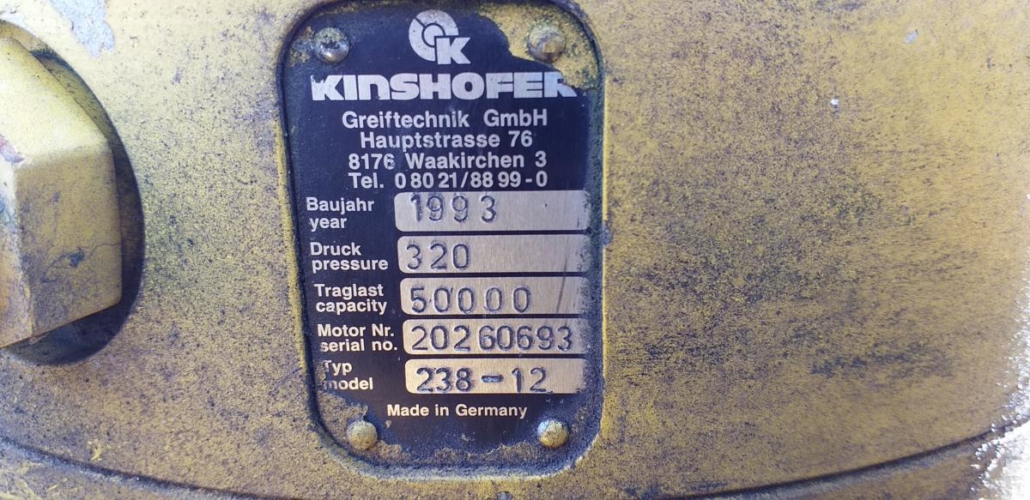 K
KINSHOFER
Greiftechnik GmbH
Hauptstrasse 76
8176 Waakirchen 3
Tel. 0 80 21/88 99-0
Baujahr
year 1993
Druck
pressure 320
Traglast
capacity 50000
Motor Nr.
serial no. 20260693
Typ
model 238-12
Made in Germany